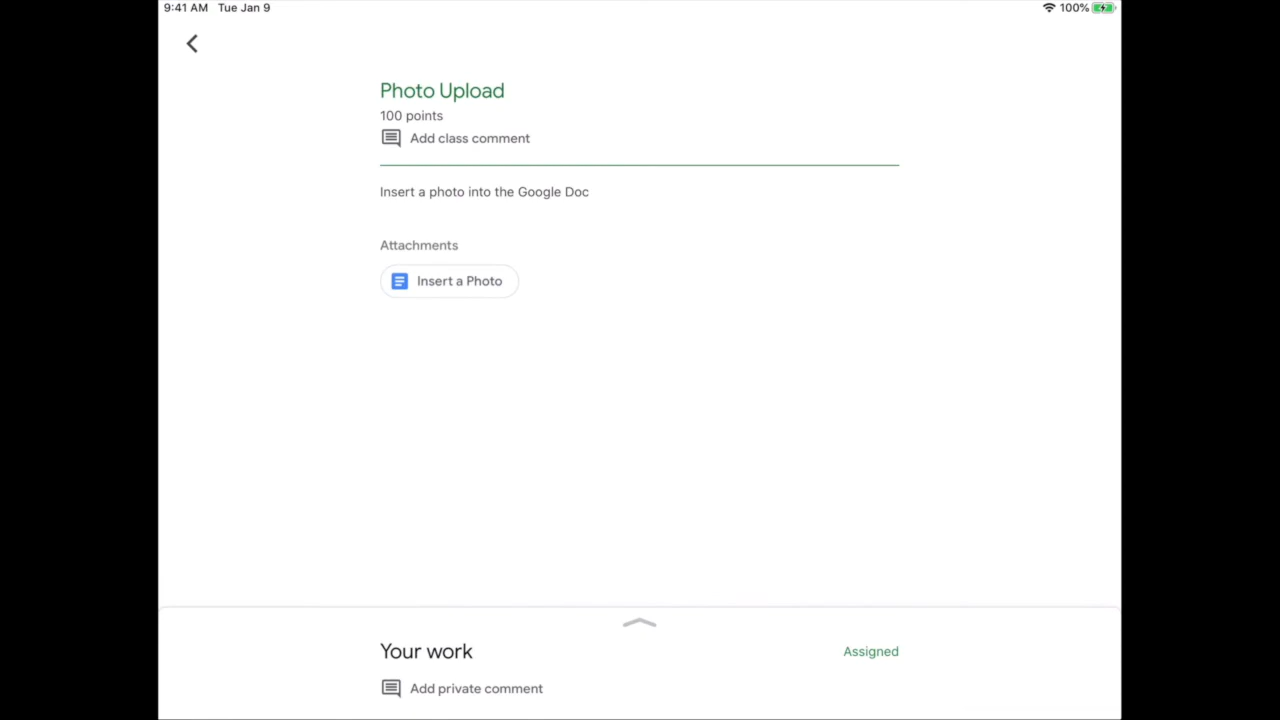 9:41 AM Tue Jan 9 100%
Photo Upload
100 points
Add class comment
Insert a photo into the Google Doc
Attachments
Insert a Photo
Your work Assigned
Add private comment